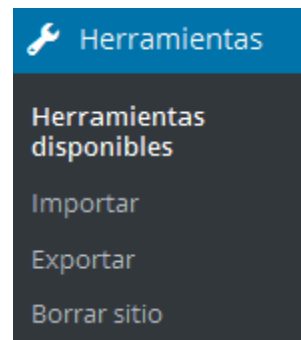 Herramientas
Herramientas
disponibles
Importar
Exportar
Borrar sitio